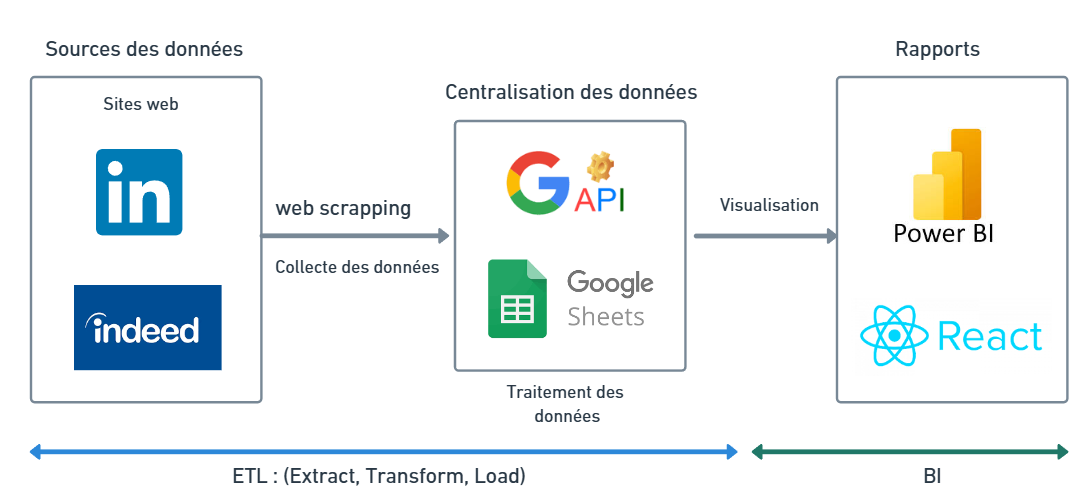 Sources des données
Sites web
in
indeed
web scrapping
Collecte des données
Centralisation des données
G API
Google
Sheets
Traitement des
données
Visualisation
Rapports
Power BI
React
ETL : (Extract, Transform, Load)
BI